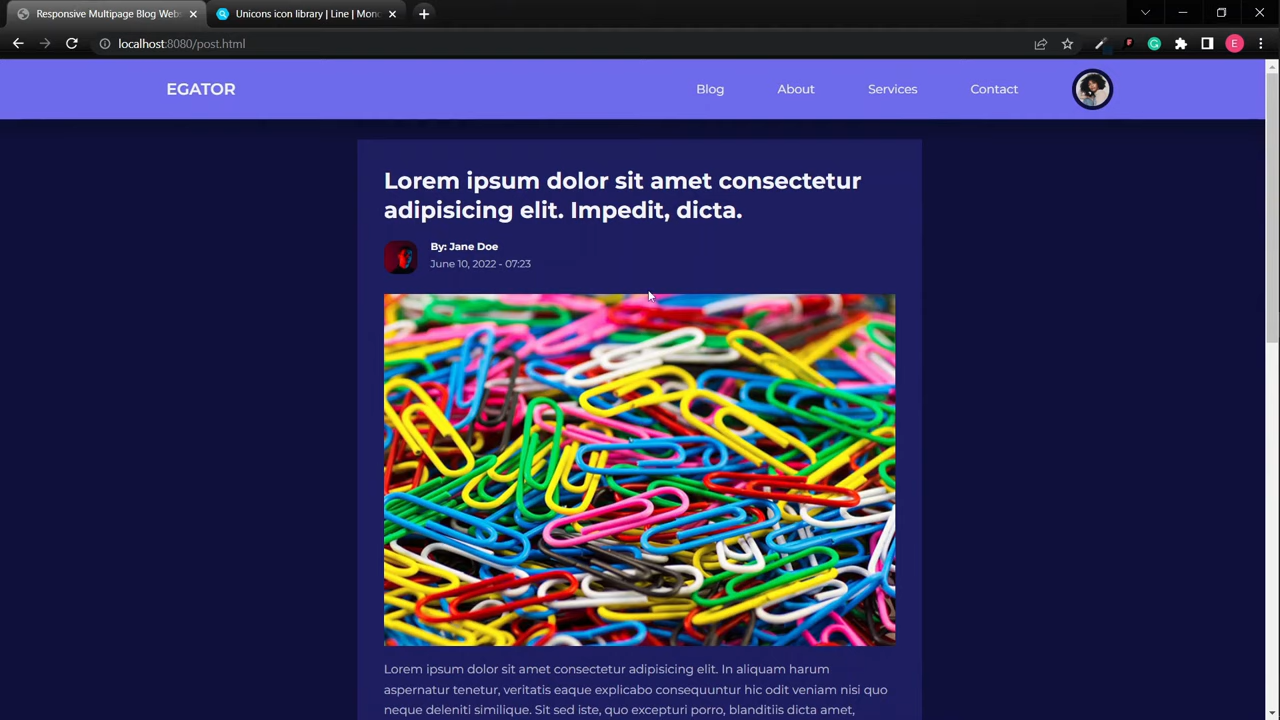 Responsive Multipage Blog Webs
Unicons icon library | Line | Mono
localhost:8080/post.html
E
EGATOR
Blog
About
Services
Contact
Lorem ipsum dolor sit amet consectetur
adipisicing elit. Impedit, dicta.
By: Jane Doe
June 10, 2022 - 07:23
Lorem ipsum dolor sit amet consectetur adipisicing elit. In aliquam harum
aspernatur tenetur, veritatis eaque explicabo consequuntur hic odit veniam nisi quo
neque deleniti similique. Sit sed iste, quo excepturi porro, blanditiis dicta amet,